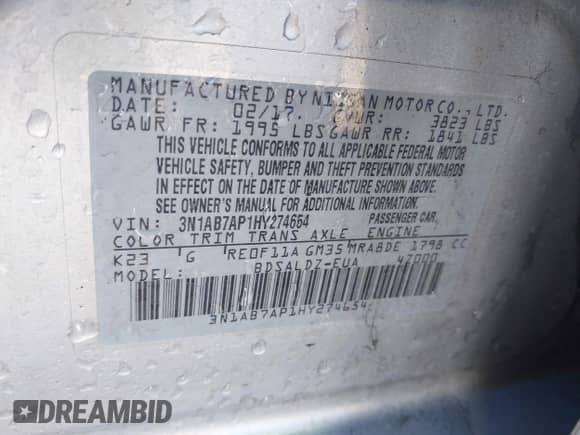 MANUFACTURED BY NISSAN MOTOR CO., LTD.
DATE: 02/17. GVWR: 3823 LBS
GAWR FR: 1995 LBS GAWR RR: 1841 LBS
THIS VEHICLE CONFORMS TO ALL APPLICABLE FEDERAL MOTOR
VEHICLE SAFETY, BUMPER AND THEFT PREVENTION STANDARDS
IN EFFECT ON THE DATE OF MANUFACTURE SHOWN ABOVE.
SEE OWNER'S MANUAL FOR ADDITIONAL INFORMATION
VIN: 3N1AB7AP1HY274654 PASSENGER CAR
COLOR TRIM TRANS AXLE ENGINE
K23 G RE0F11A GM35 MRA8DE 1798 CC
MODEL: BDSALDZ-EUA 42000
3N1AB7AP1HY274654
DREAMBID